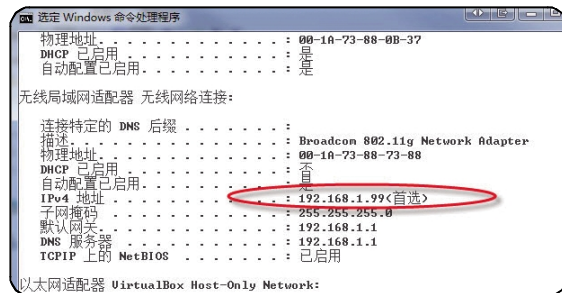 选定 Windows 命令处理程序
物理地址. . . . . . . . . . . . . : 00-1A-73-88-0B-37
DHCP 已启用 . . . . . . . . . . . : 是
自动配置已启用. . . . . . . . . . : 是
无线局域网适配器 无线网络连接:
连接特定的 DNS 后缀 . . . . . . . :
描述. . . . . . . . . . . . . . . : Broadcom 802.11g Network Adapter
物理地址. . . . . . . . . . . . . : 00-1A-73-88-73-88
DHCP 已启用 . . . . . . . . . . . : 否
自动配置已启用. . . . . . . . . . : 是
IPv4 地址 . . . . . . . . . . . . : 192.168.1.99(首选)
子网掩码 . . . . . . . . . . . . : 255.255.255.0
默认网关. . . . . . . . . . . . . : 192.168.1.1
DNS 服务器 . . . . . . . . . . . : 192.168.1.1
TCPIP 上的 NetBIOS . . . . . . . : 已启用
以太网适配器 VirtualBox Host-Only Network: